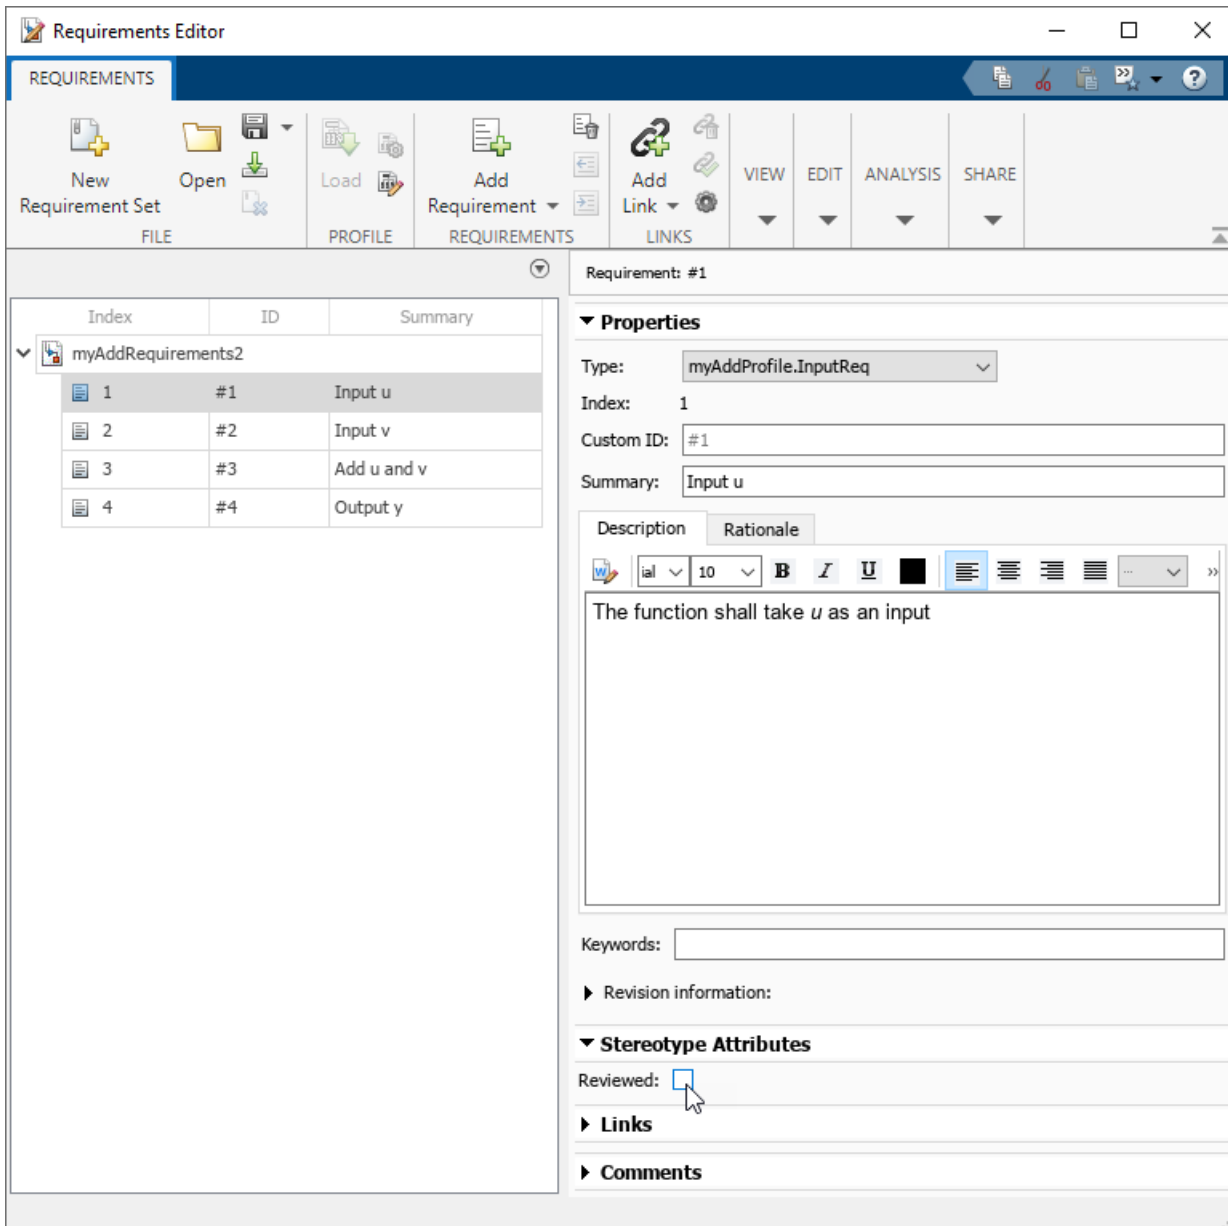 Requirements Editor
REQUIREMENTS
New
Requirement Set
Open
Load
Add
Requirement
Add
Link
VIEW
EDIT
ANALYSIS
SHARE
FILE
PROFILE
REQUIREMENTS
LINKS
Index ID Summary
myAddRequirements2
1 #1 Input u
2 #2 Input v
3 #3 Add u and v
4 #4 Output y
Requirement: #1
Properties
Type: myAddProfile.InputReq
Index: 1
Custom ID: #1
Summary: Input u
Description Rationale
ial 10 B I U ... »
The function shall take u as an input
Keywords:
Revision information:
Stereotype Attributes
Reviewed:
Links
Comments